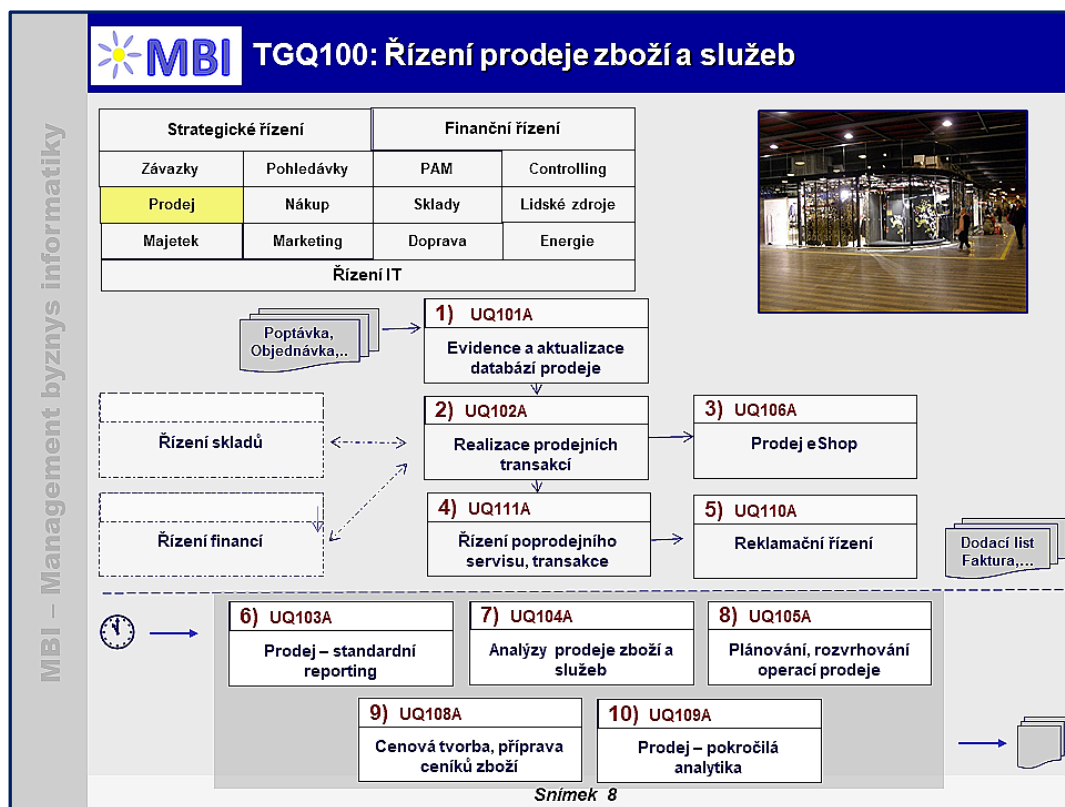 MBI
TGQ100: Řízení prodeje zboží a služeb
MBI – Management byznys informatiky
Strategické řízení
Finanční řízení
Závazky
Pohledávky
PAM
Controlling
Prodej
Nákup
Sklady
Lidské zdroje
Majetek
Marketing
Doprava
Energie
Řízení IT
Poptávka,
Objednávka,..
1) UQ101A
Evidence a aktualizace
databází prodeje
Řízení skladů
2) UQ102A
Realizace prodejních
transakcí
3) UQ106A
Prodej eShop
Řízení financí
4) UQ111A
Řízení poprodejního
servisu, transakce
5) UQ110A
Reklamační řízení
Dodací list
Faktura,…
6) UQ103A
Prodej – standardní
reporting
7) UQ104A
Analýzy prodeje zboží a
služeb
8) UQ105A
Plánování, rozvrhování
operací prodeje
9) UQ108A
Cenová tvorba, příprava
ceníků zboží
10) UQ109A
Prodej – pokročilá
analytika
Snímek 8